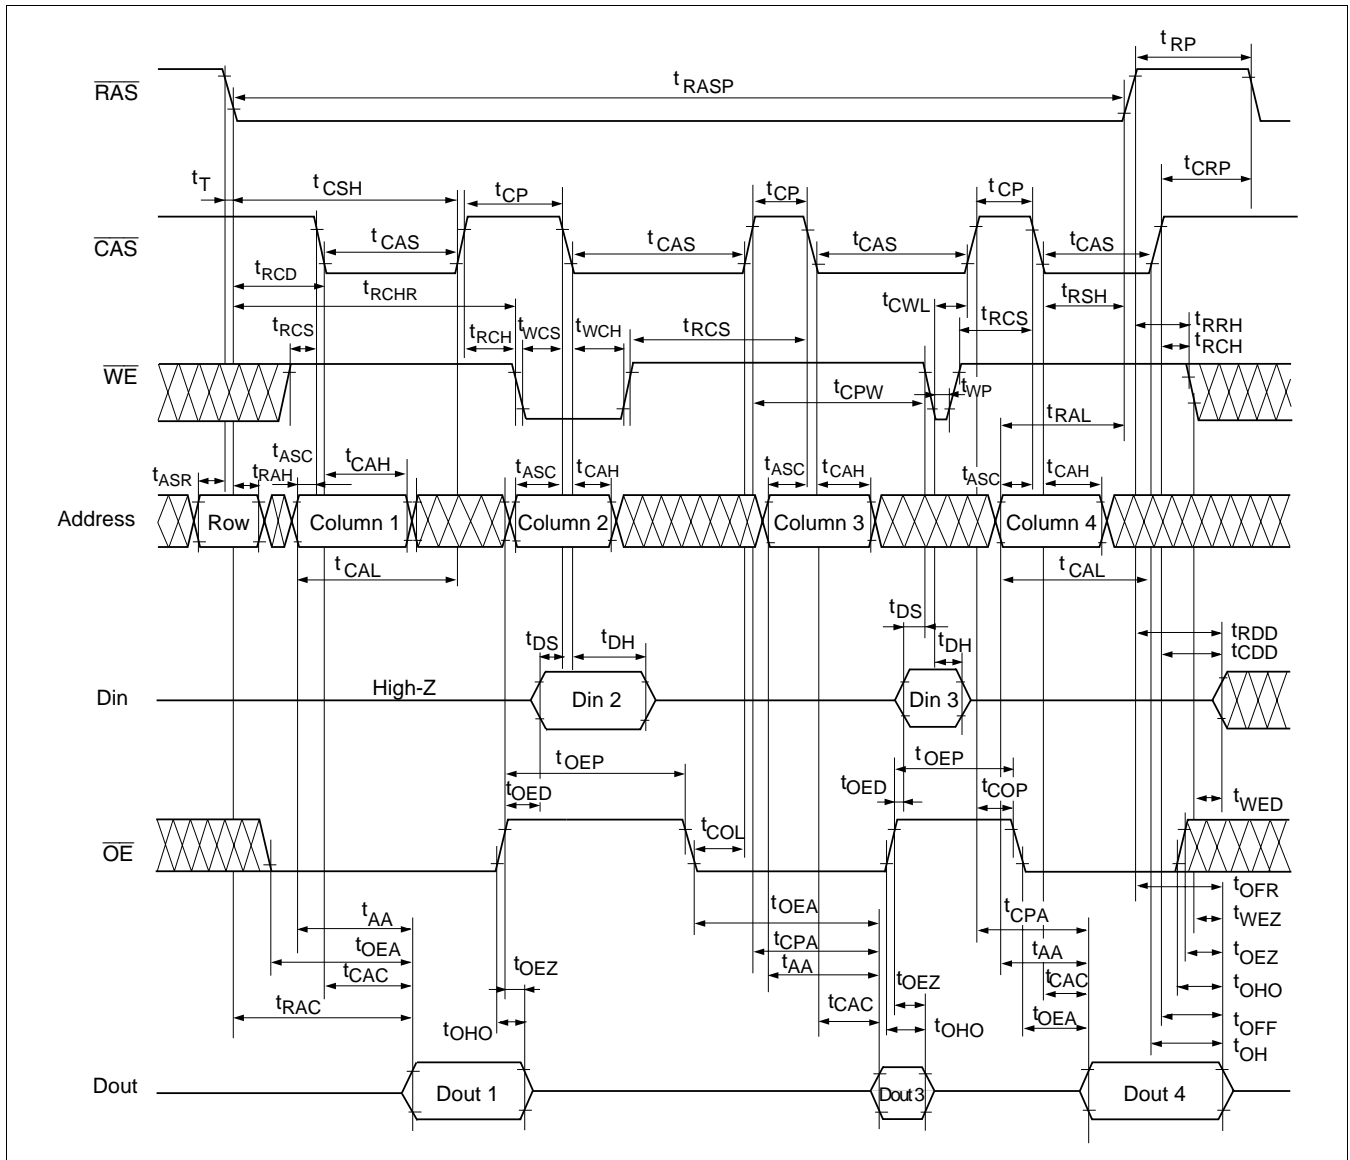 tRP
RAS
tRASP
tCRP
tT
tCSH
tCP
tCP
tCP
CAS
tCAS
tCAS
tCAS
tCAS
tRCD
tRCHR
tCWL
tRSH
tRCS
tRCH
tWCS
tWCH
tRCS
tRCS
tRRH
tRCH
WE
tCPW
tWP
tRAL
tASR
tRAH
tASC
tCAH
tASC
tCAH
tASC
tCAH
tASC
tCAH
Address
Row
Column 1
Column 2
Column 3
Column 4
tCAL
tCAL
tDS
tDH
tDS
tDH
tRDD
tCDD
Din
High-Z
Din 2
Din 3
tOEP
tOEP
tOED
tOED
tCOP
tWED
OE
tCOL
tOFR
tAA
tOEA
tCPA
tWEZ
tOEA
tCPA
tAA
tOEZ
tCAC
tOEZ
tAA
tOEZ
tCAC
tOHO
tRAC
tOHO
tCAC
tOHO
tOEA
tOFF
tOH
Dout
Dout 1
Dout 3
Dout 4